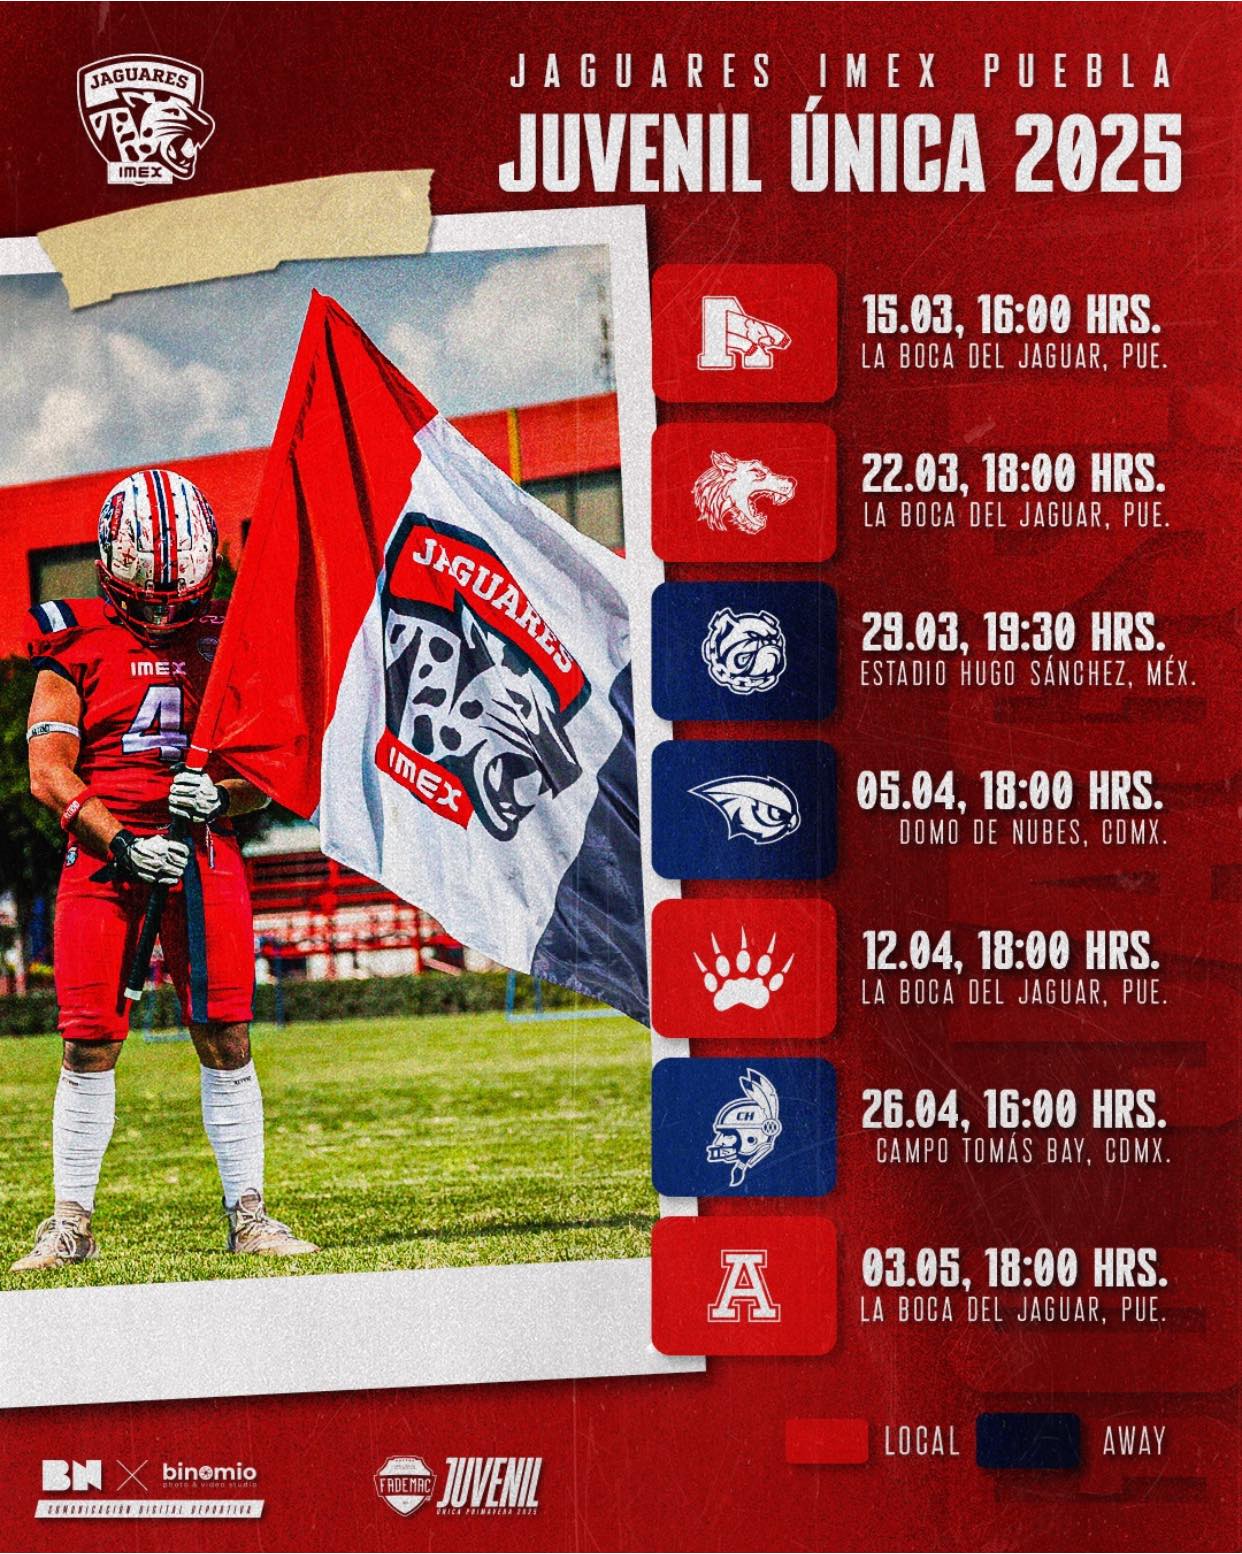 JAGUARES
IMEX
JAGUARES IMEX PUEBLA
JUVENIL ÚNICA 2025
15.03, 16:00 HRS.
LA BOCA DEL JAGUAR, PUE.
22.03, 18:00 HRS.
LA BOCA DEL JAGUAR, PUE.
29.03, 19:30 HRS.
ESTADIO HUGO SÁNCHEZ, MÉX.
05.04, 18:00 HRS.
DOMO DE NUBES, CDMX.
12.04, 18:00 HRS.
LA BOCA DEL JAGUAR, PUE.
CH
26.04, 16:00 HRS.
CAMPO TOMÁS BAY, CDMX.
A
03.05, 18:00 HRS.
LA BOCA DEL JAGUAR, PUE.
LOCAL
AWAY
JAGUARES
IMEX
IMEX
4
A
BN
binomio
photo & video studio
COMUNICACIÓN DIGITAL DEPORTIVA
FADEMAC
JUVENIL
ÚNICA PRIMAVERA 2025